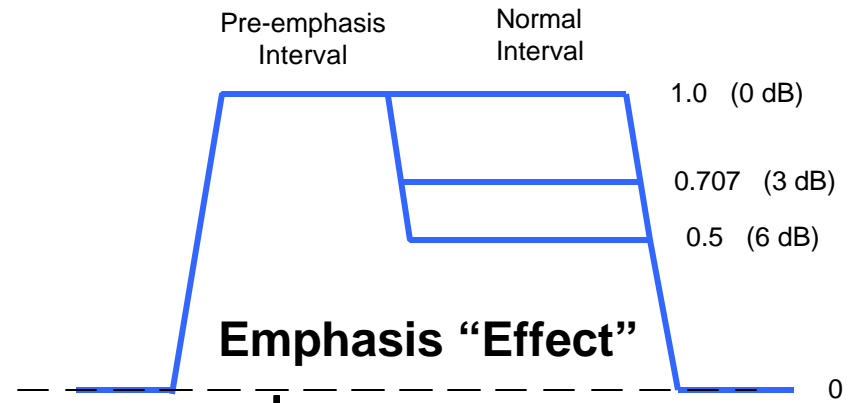 Pre-emphasis
Interval
Normal
Interval
1.0 (0 dB)
0.707 (3 dB)
0.5 (6 dB)
Emphasis “Effect”
0